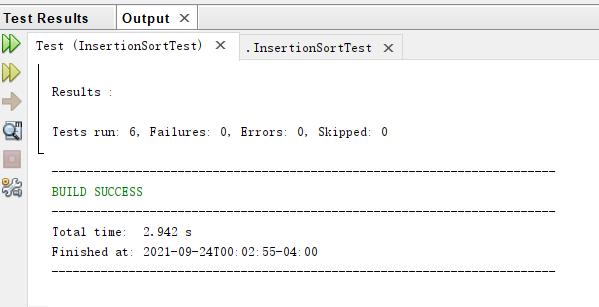 Test Results Output
Test (InsertionSortTest) .InsertionSortTest
Results :
Tests run: 6, Failures: 0, Errors: 0, Skipped: 0
------------------------------------------------------------------------
BUILD SUCCESS
------------------------------------------------------------------------
Total time: 2.942 s
Finished at: 2021-09-24T00:02:55-04:00
------------------------------------------------------------------------